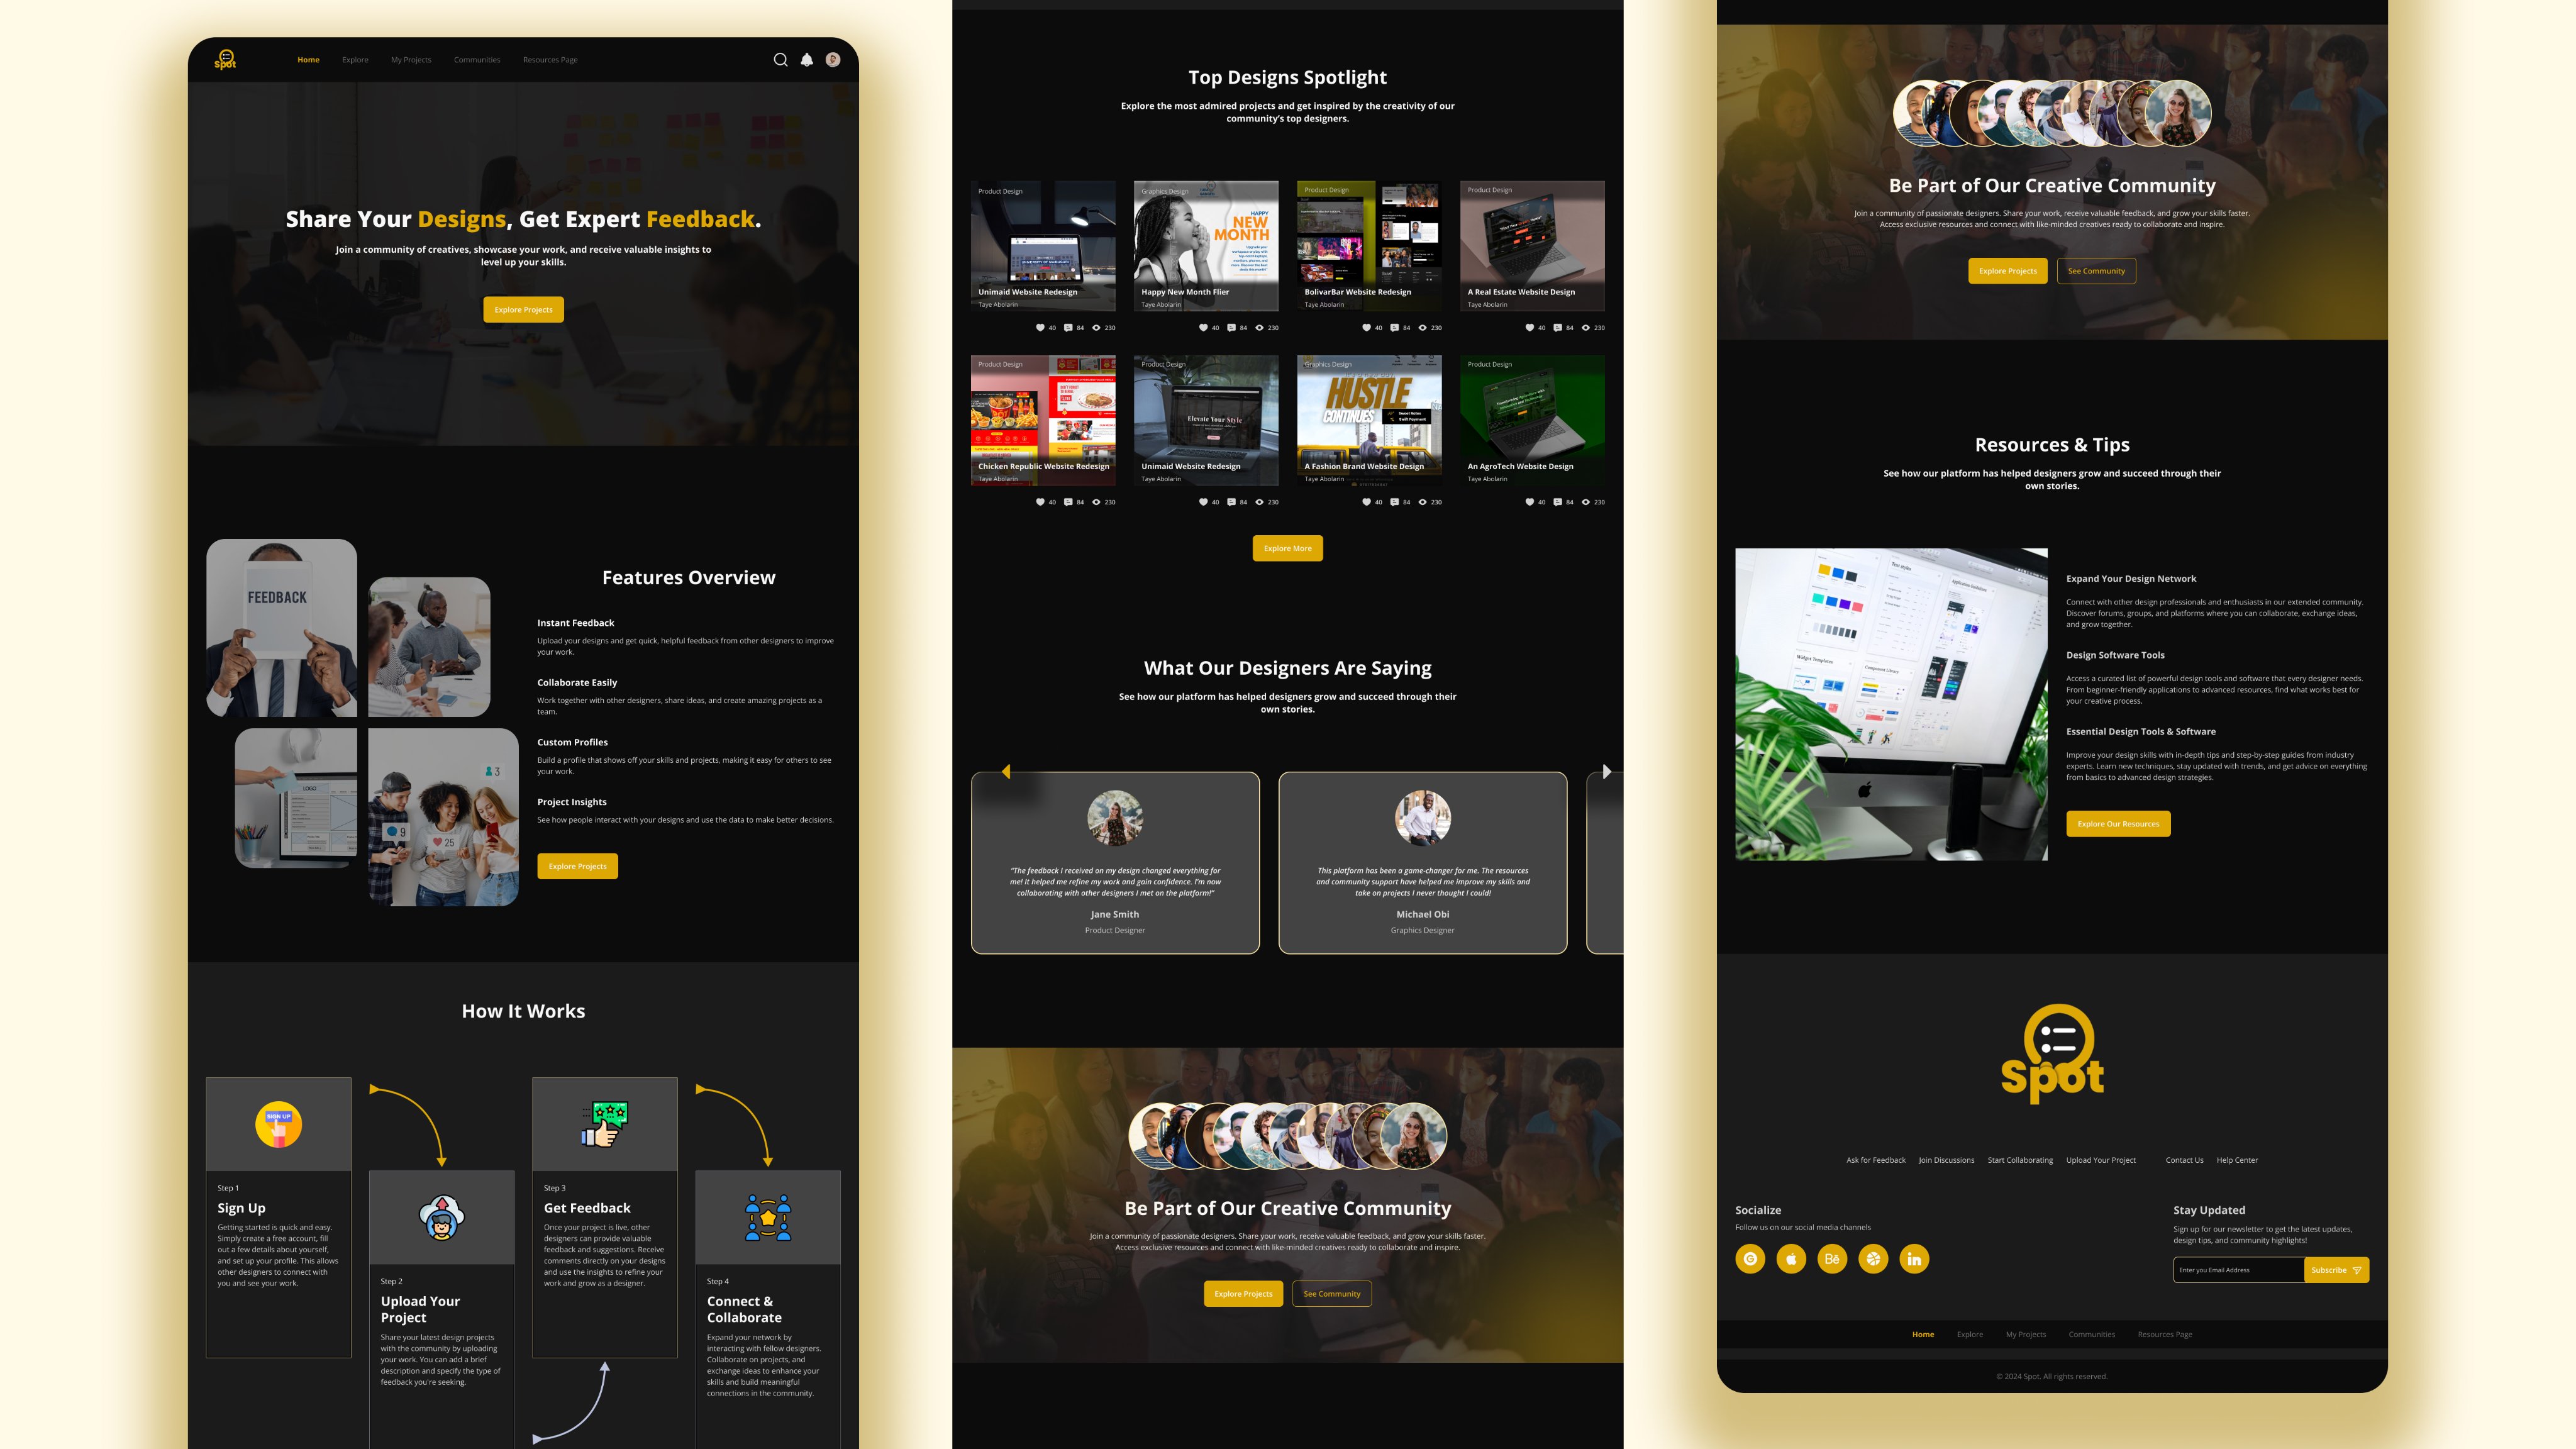 Spot
Home Explore My Projects Communities Resources Page
Share Your Designs, Get Expert Feedback.
Join a community of creatives, showcase your work, and receive valuable insights to
level up your skills.
Explore Projects
FEEDBACK
LOGO
3
9
25
Features Overview
Instant Feedback
Upload your designs and get quick, helpful feedback from other designers to improve
your work.
Collaborate Easily
Work together with other designers, share ideas, and create amazing projects as a
team.
Custom Profiles
Build a profile that shows off your skills and projects, making it easy for others to see
your work.
Project Insights
See how people interact with your designs and use the data to make better decisions.
Explore Projects
How It Works
SIGN UP
Step 1
Sign Up
Getting started is quick and easy.
Simply create a free account, fill
out a few details about yourself,
and set up your profile. This allows
other designers to connect with
you and see your work.
Step 2
Upload Your
Project
Share your latest design projects
with the community by uploading
your work. You can add a brief
description and specify the type of
feedback you're seeking.
Step 3
Get Feedback
Once your project is live, other
designers can provide valuable
feedback and suggestions. Receive
comments directly on your designs
and use the insights to refine your
work and grow as a designer.
Step 4
Connect &
Collaborate
Expand your network by
interacting with fellow designers.
Collaborate on projects, and
exchange ideas to enhance your
skills and build meaningful
connections in the community.
Top Designs Spotlight
Explore the most admired projects and get inspired by the creativity of our
community's top designers.
Product Design
Unimaid Website Redesign
Taye Abolarin
40 84 230
Graphics Design
HAPPY
NEW
MONTH
Happy New Month Flier
Taye Abolarin
40 84 230
Product Design
BolivarBar Website Redesign
Taye Abolarin
40 84 230
Product Design
A Real Estate Website Design
Taye Abolarin
40 84 230
Product Design
Chicken Republic Website Redesign
Taye Abolarin
40 84 230
Product Design
Elevate Your Style
Unimaid Website Redesign
Taye Abolarin
40 84 230
Graphics Design
HUSTLE
CONTINUES
A Fashion Brand Website Design
Taye Abolarin
40 84 230
Product Design
An AgroTech Website Design
Taye Abolarin
40 84 230
Explore More
What Our Designers Are Saying
See how our platform has helped designers grow and succeed through their
own stories.
"The feedback I received on my design changed everything for
me! It helped me refine my work and gain confidence. I'm now
collaborating with other designers I met on the platform!"
Jane Smith
Product Designer
This platform has been a game-changer for me. The resources
and community support have helped me improve my skills and
take on projects I never thought I could!
Michael Obi
Graphics Designer
Be Part of Our Creative Community
Join a community of passionate designers. Share your work, receive valuable feedback, and grow your skills faster.
Access exclusive resources and connect with like-minded creatives ready to collaborate and inspire.
Explore Projects See Community
Be Part of Our Creative Community
Join a community of passionate designers. Share your work, receive valuable feedback, and grow your skills faster.
Access exclusive resources and connect with like-minded creatives ready to collaborate and inspire.
Explore Projects See Community
Resources & Tips
See how our platform has helped designers grow and succeed through their
own stories.
Text Styles
Widget Templates
Component Library
Expand Your Design Network
Connect with other design professionals and enthusiasts in our extended community.
Discover forums, groups, and platforms where you can collaborate, exchange ideas,
and grow together.
Design Software Tools
Access a curated list of powerful design tools and software that every designer needs.
From beginner-friendly applications to advanced resources, find what works best for
your creative process.
Essential Design Tools & Software
Improve your design skills with in-depth tips and step-by-step guides from industry
experts. Learn new techniques, stay updated with trends, and get advice on everything
from basics to advanced design strategies.
Explore Our Resources
Spot
Ask for Feedback Join Discussions Start Collaborating Upload Your Project Contact Us Help Center
Socialize
Follow us on our social media channels
Stay Updated
Sign up for our newsletter to get the latest updates,
design tips, and community highlights!
Enter you Email Address Subscribe
Home Explore My Projects Communities Resources Page
© 2024 Spot. All rights reserved.